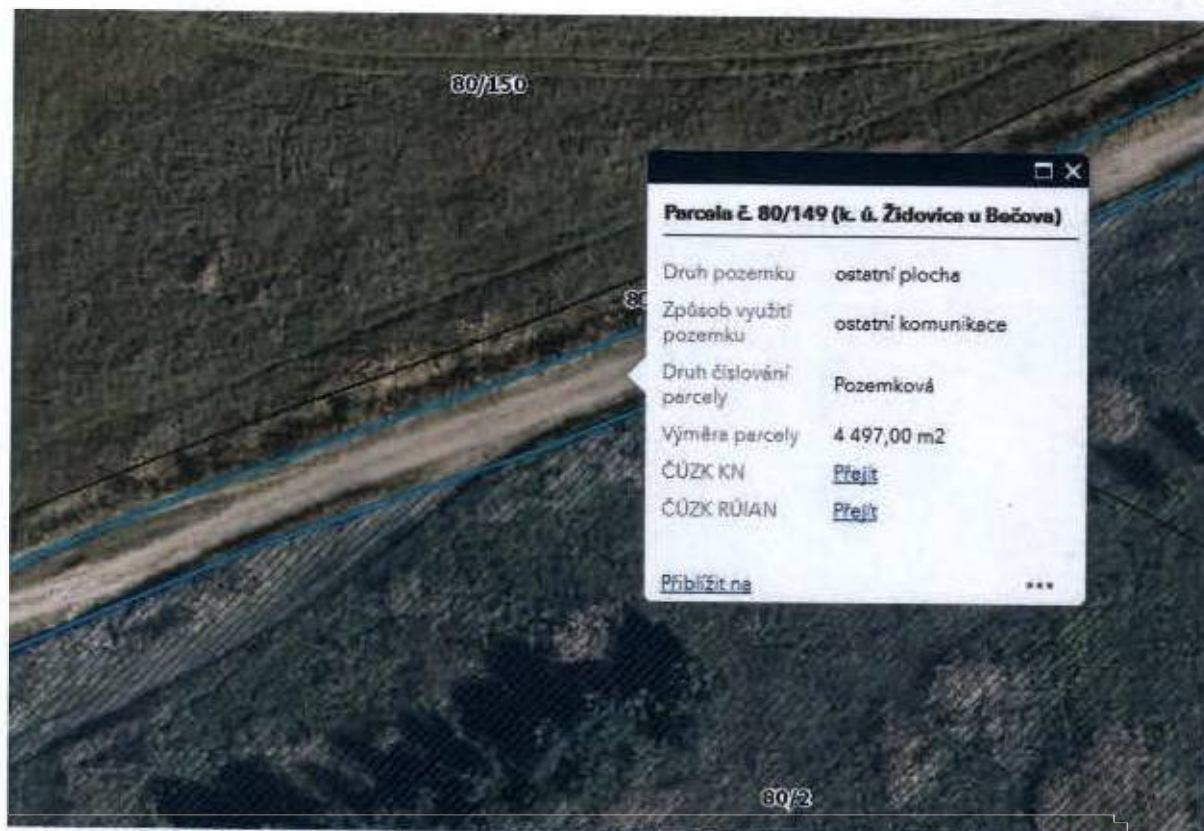 80/150
Parcela č. 80/149 (k. ú. Židovice u Bečova)
Druh pozemku ostatní plocha
Způsob využití
pozemku ostatní komunikace
Druh číslování
parcely Pozemková
Výměra parcely 4 497,00 m2
ČÚZK KN Přejít
ČÚZK RÚIAN Přejít
Přiblížit na
80/2